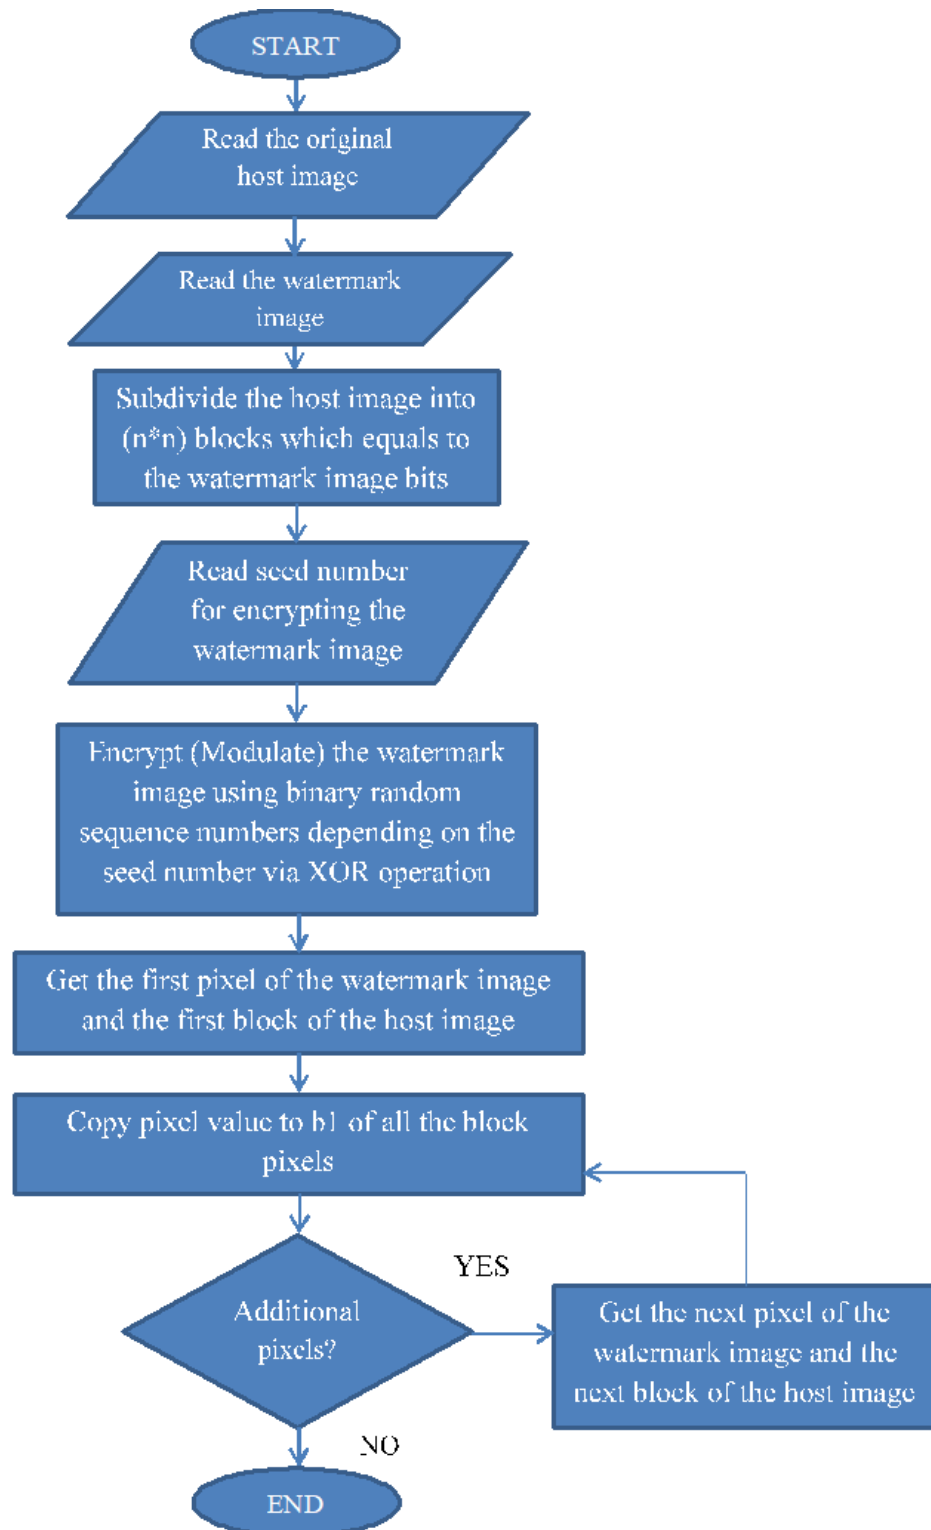 START
Read the original
host image
Read the watermark
image
Subdivide the host image into
(n*n) blocks which equals to
the watermark image bits
Read seed number
for encrypting the
watermark image
Encrypt (Modulate) the watermark
image using binary random
sequence numbers depending on the
seed number via XOR operation
Get the first pixel of the watermark image
and the first block of the host image
Copy pixel value to b1 of all the block
pixels
Additional
pixels?
YES
Get the next pixel of the
watermark image and the
next block of the host image
NO
END